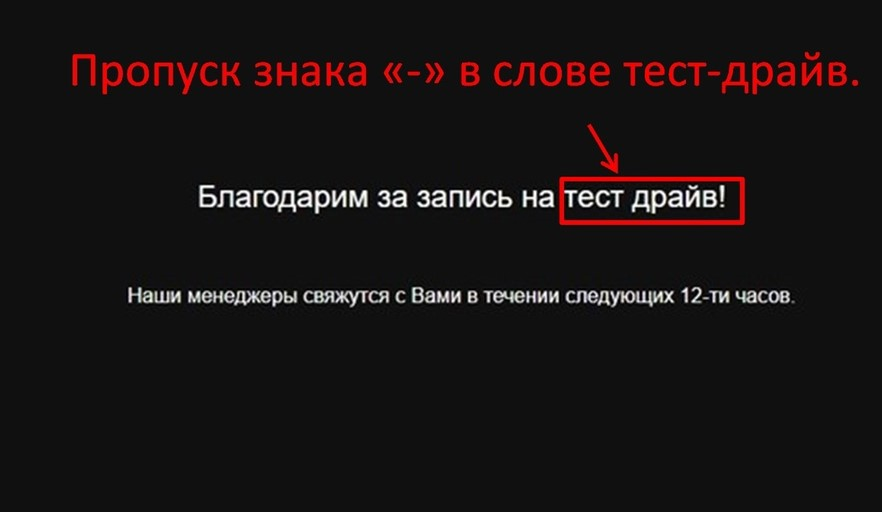 Пропуск знака «-» в слове тест-драйв.
Благодарим за запись на тест драйв!
Наши менеджеры свяжутся с Вами в течении следующих 12-ти часов.